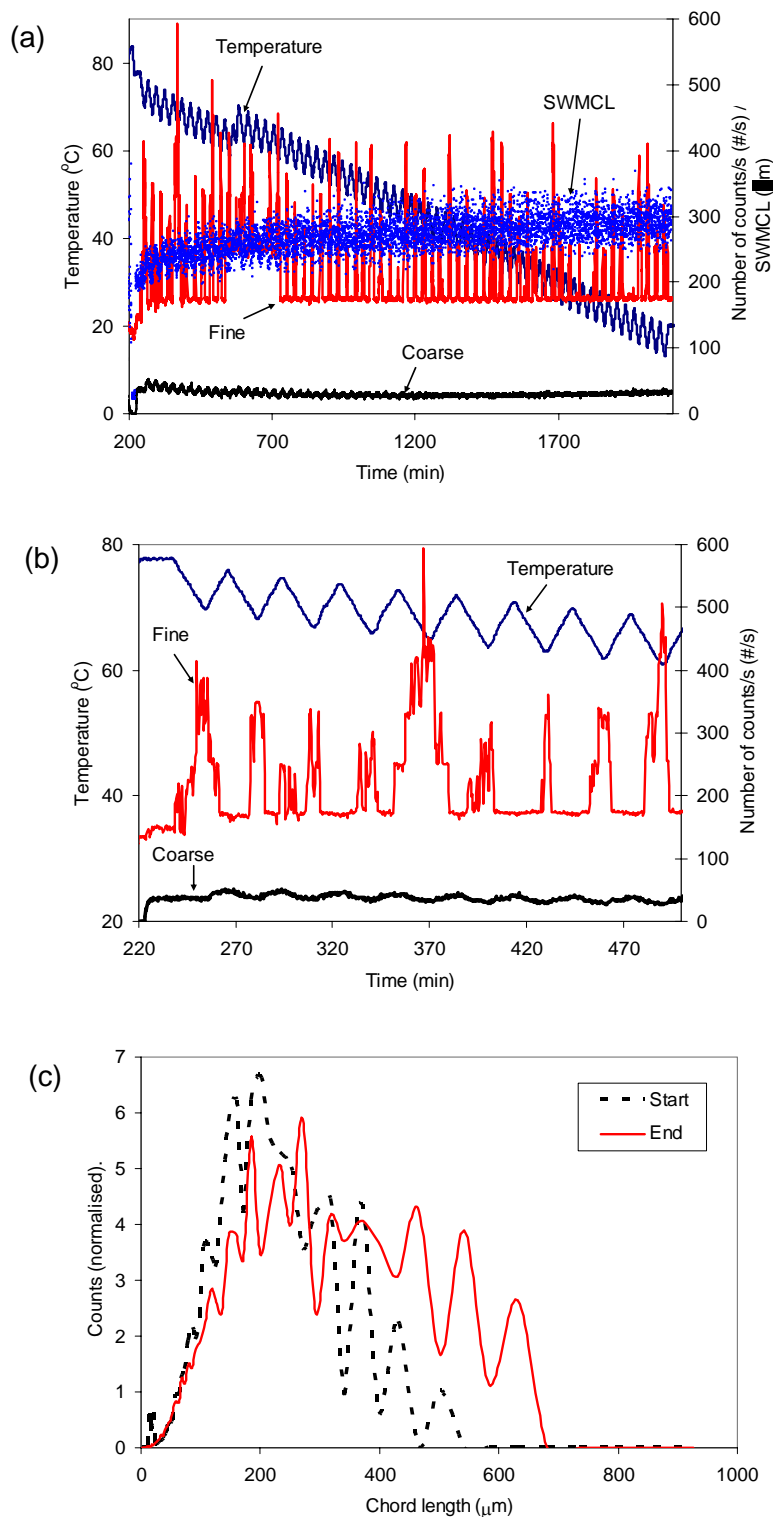 (a)
Temperature
SWMCL
Fine
Coarse
Temperature (⁰C)
0
20
40
60
80
200
700
1200
1700
Time (min)
0
100
200
300
400
500
600
Number of counts/s (#/s) /
SWMCL (█m)
(b)
Temperature
Fine
Coarse
Temperature (⁰C)
20
40
60
80
220
270
320
370
420
470
Time (min)
0
100
200
300
400
500
600
Number of counts/s (#/s)
(c)
Start
End
Counts (normalised).
0
1
2
3
4
5
6
7
0
200
400
600
800
1000
Chord length (μm)